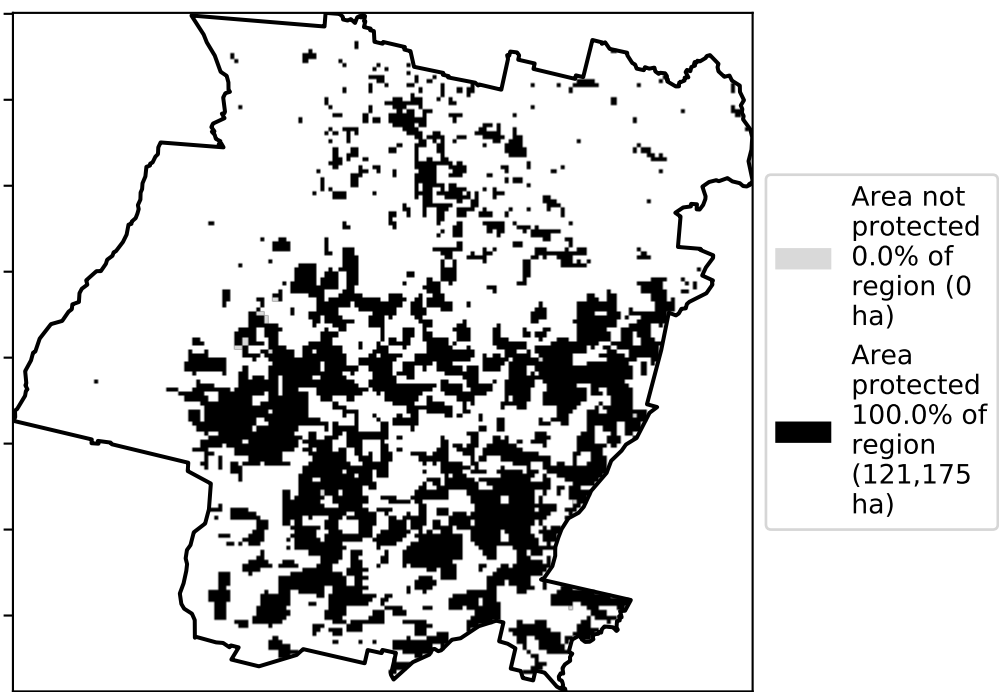 Area not
protected
0.0% of
region (0
ha)
Area
protected
100.0% of
region
(121,175
ha)